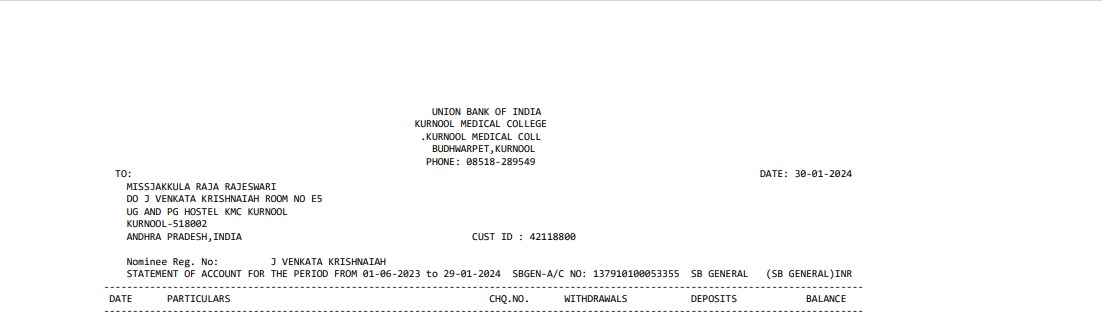 UNION BANK OF INDIA
KURNOOL MEDICAL COLLEGE
.KURNOOL MEDICAL COLL
BUDHWARPET,KURNOOL
PHONE: 08518-289549
TO: DATE: 30-01-2024
MISSJAKKULA RAJA RAJESWARI
DO J VENKATA KRISHNAIAH ROOM NO E5
UG AND PG HOSTEL KMC KURNOOL
KURNOOL-518002
ANDHRA PRADESH,INDIA CUST ID : 42118800
Nominee Reg. No: J VENKATA KRISHNAIAH
STATEMENT OF ACCOUNT FOR THE PERIOD FROM 01-06-2023 to 29-01-2024 SBGEN-A/C NO: 137910100053355 SB GENERAL (SB GENERAL)INR
DATE PARTICULARS CHQ.NO. WITHDRAWALS DEPOSITS BALANCE